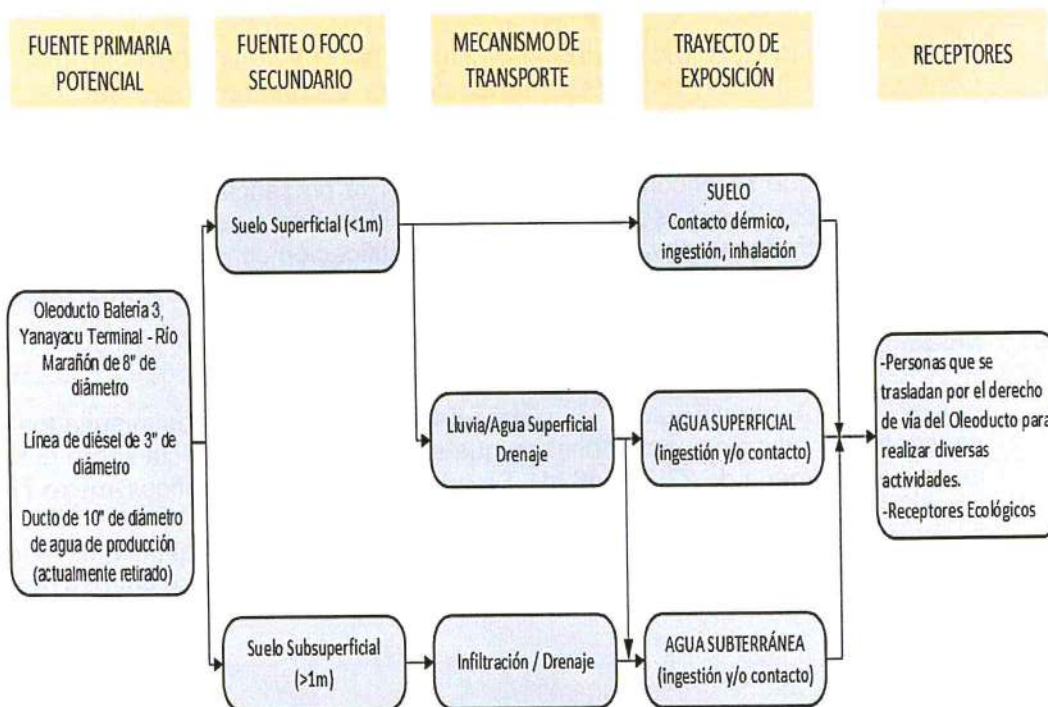 FUENTE PRIMARIA
POTENCIAL
FUENTE O FOCO
SECUNDARIO
MECANISMO DE
TRANSPORTE
TRAYECTO DE
EXPOSICIÓN
RECEPTORES
Oleoducto Bateria 3,
Yanayacu Terminal - Río
Marañón de 8" de
diámetro
Línea de diésel de 3" de
diámetro
Ducto de 10" de diámetro
de agua de producción
(actualmente retirado)
Suelo Superficial (<1m)
Suelo Subsuperficial
(>1m)
Lluvia/Agua Superficial
Drenaje
Infiltración / Drenaje
SUELO
Contacto dérmico,
ingestión, inhalación
AGUA SUPERFICIAL
(ingestión y/o contacto)
AGUA SUBTERRÁNEA
(ingestión y/o contacto)
-Personas que se
trasladan por el derecho
de vía del Oleoducto para
realizar diversas
actividades.
-Receptores Ecológicos